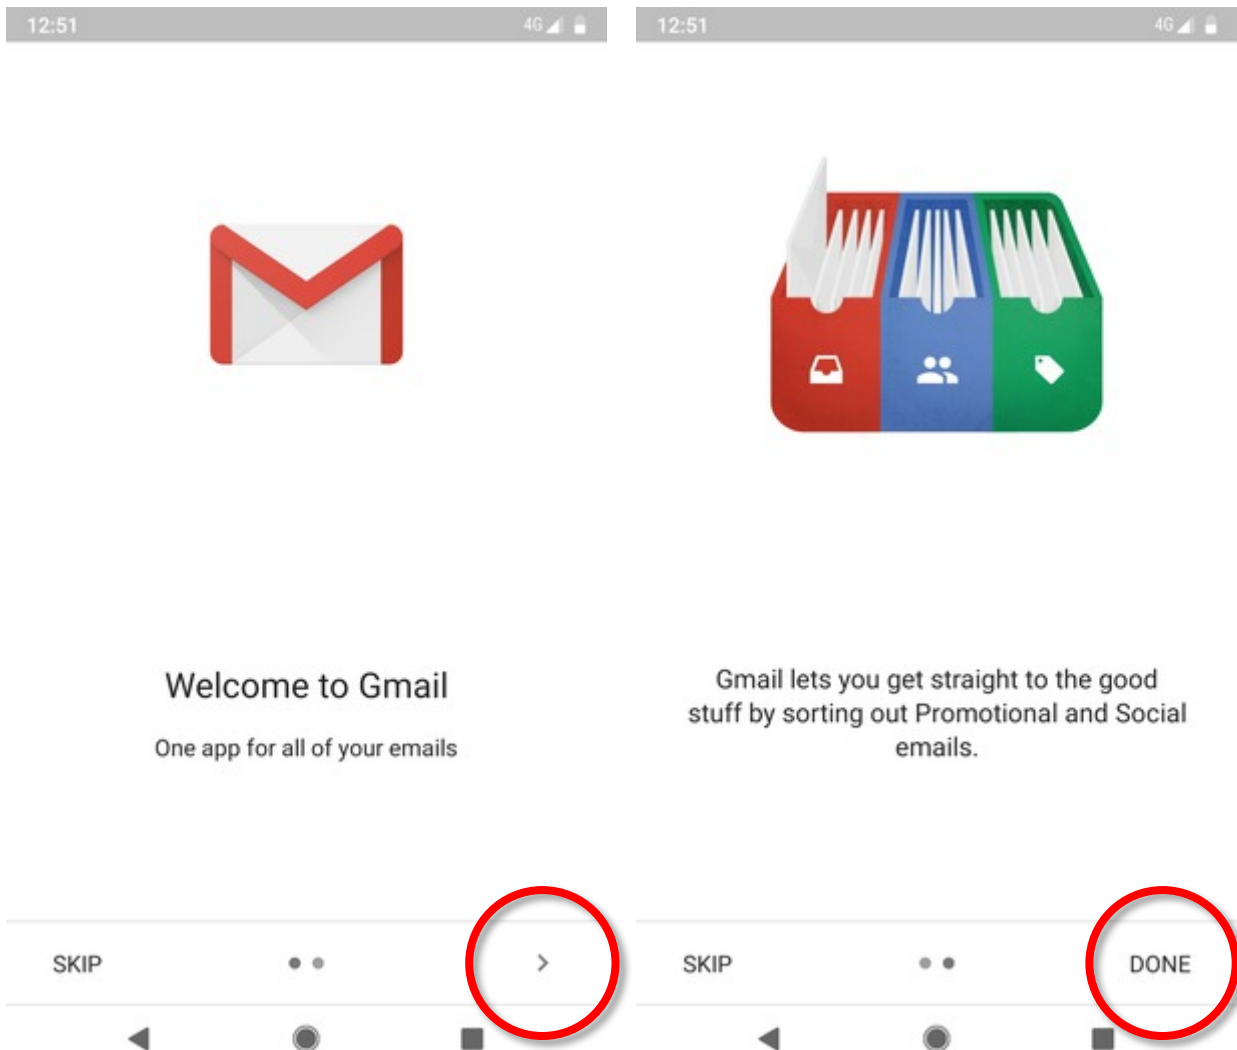 12:51
4G
Welcome to Gmail
One app for all of your emails
SKIP
12:51
4G
Gmail lets you get straight to the good
stuff by sorting out Promotional and Social
emails.
SKIP
DONE